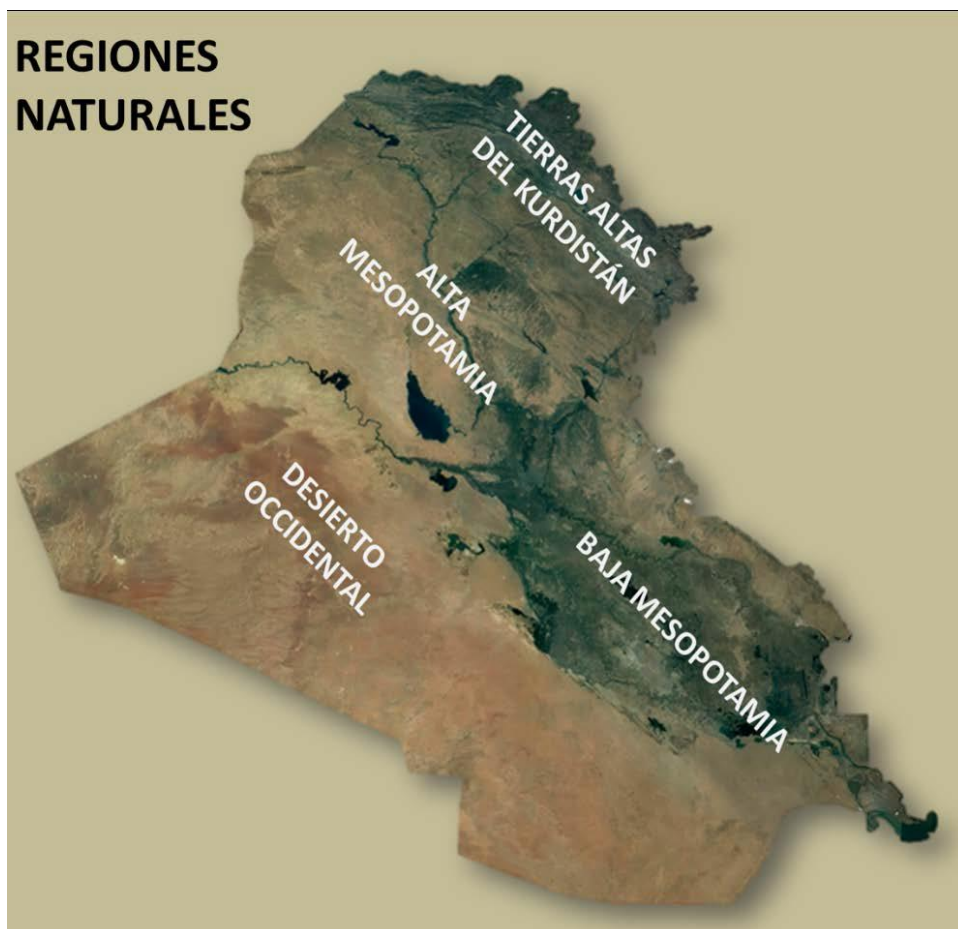 REGIONES
NATURALES
TIERRAS ALTAS
DEL KURDISTÁN
ALTA
MESOPOTAMIA
DESIERTO
OCCIDENTAL
BAJA MESOPOTAMIA